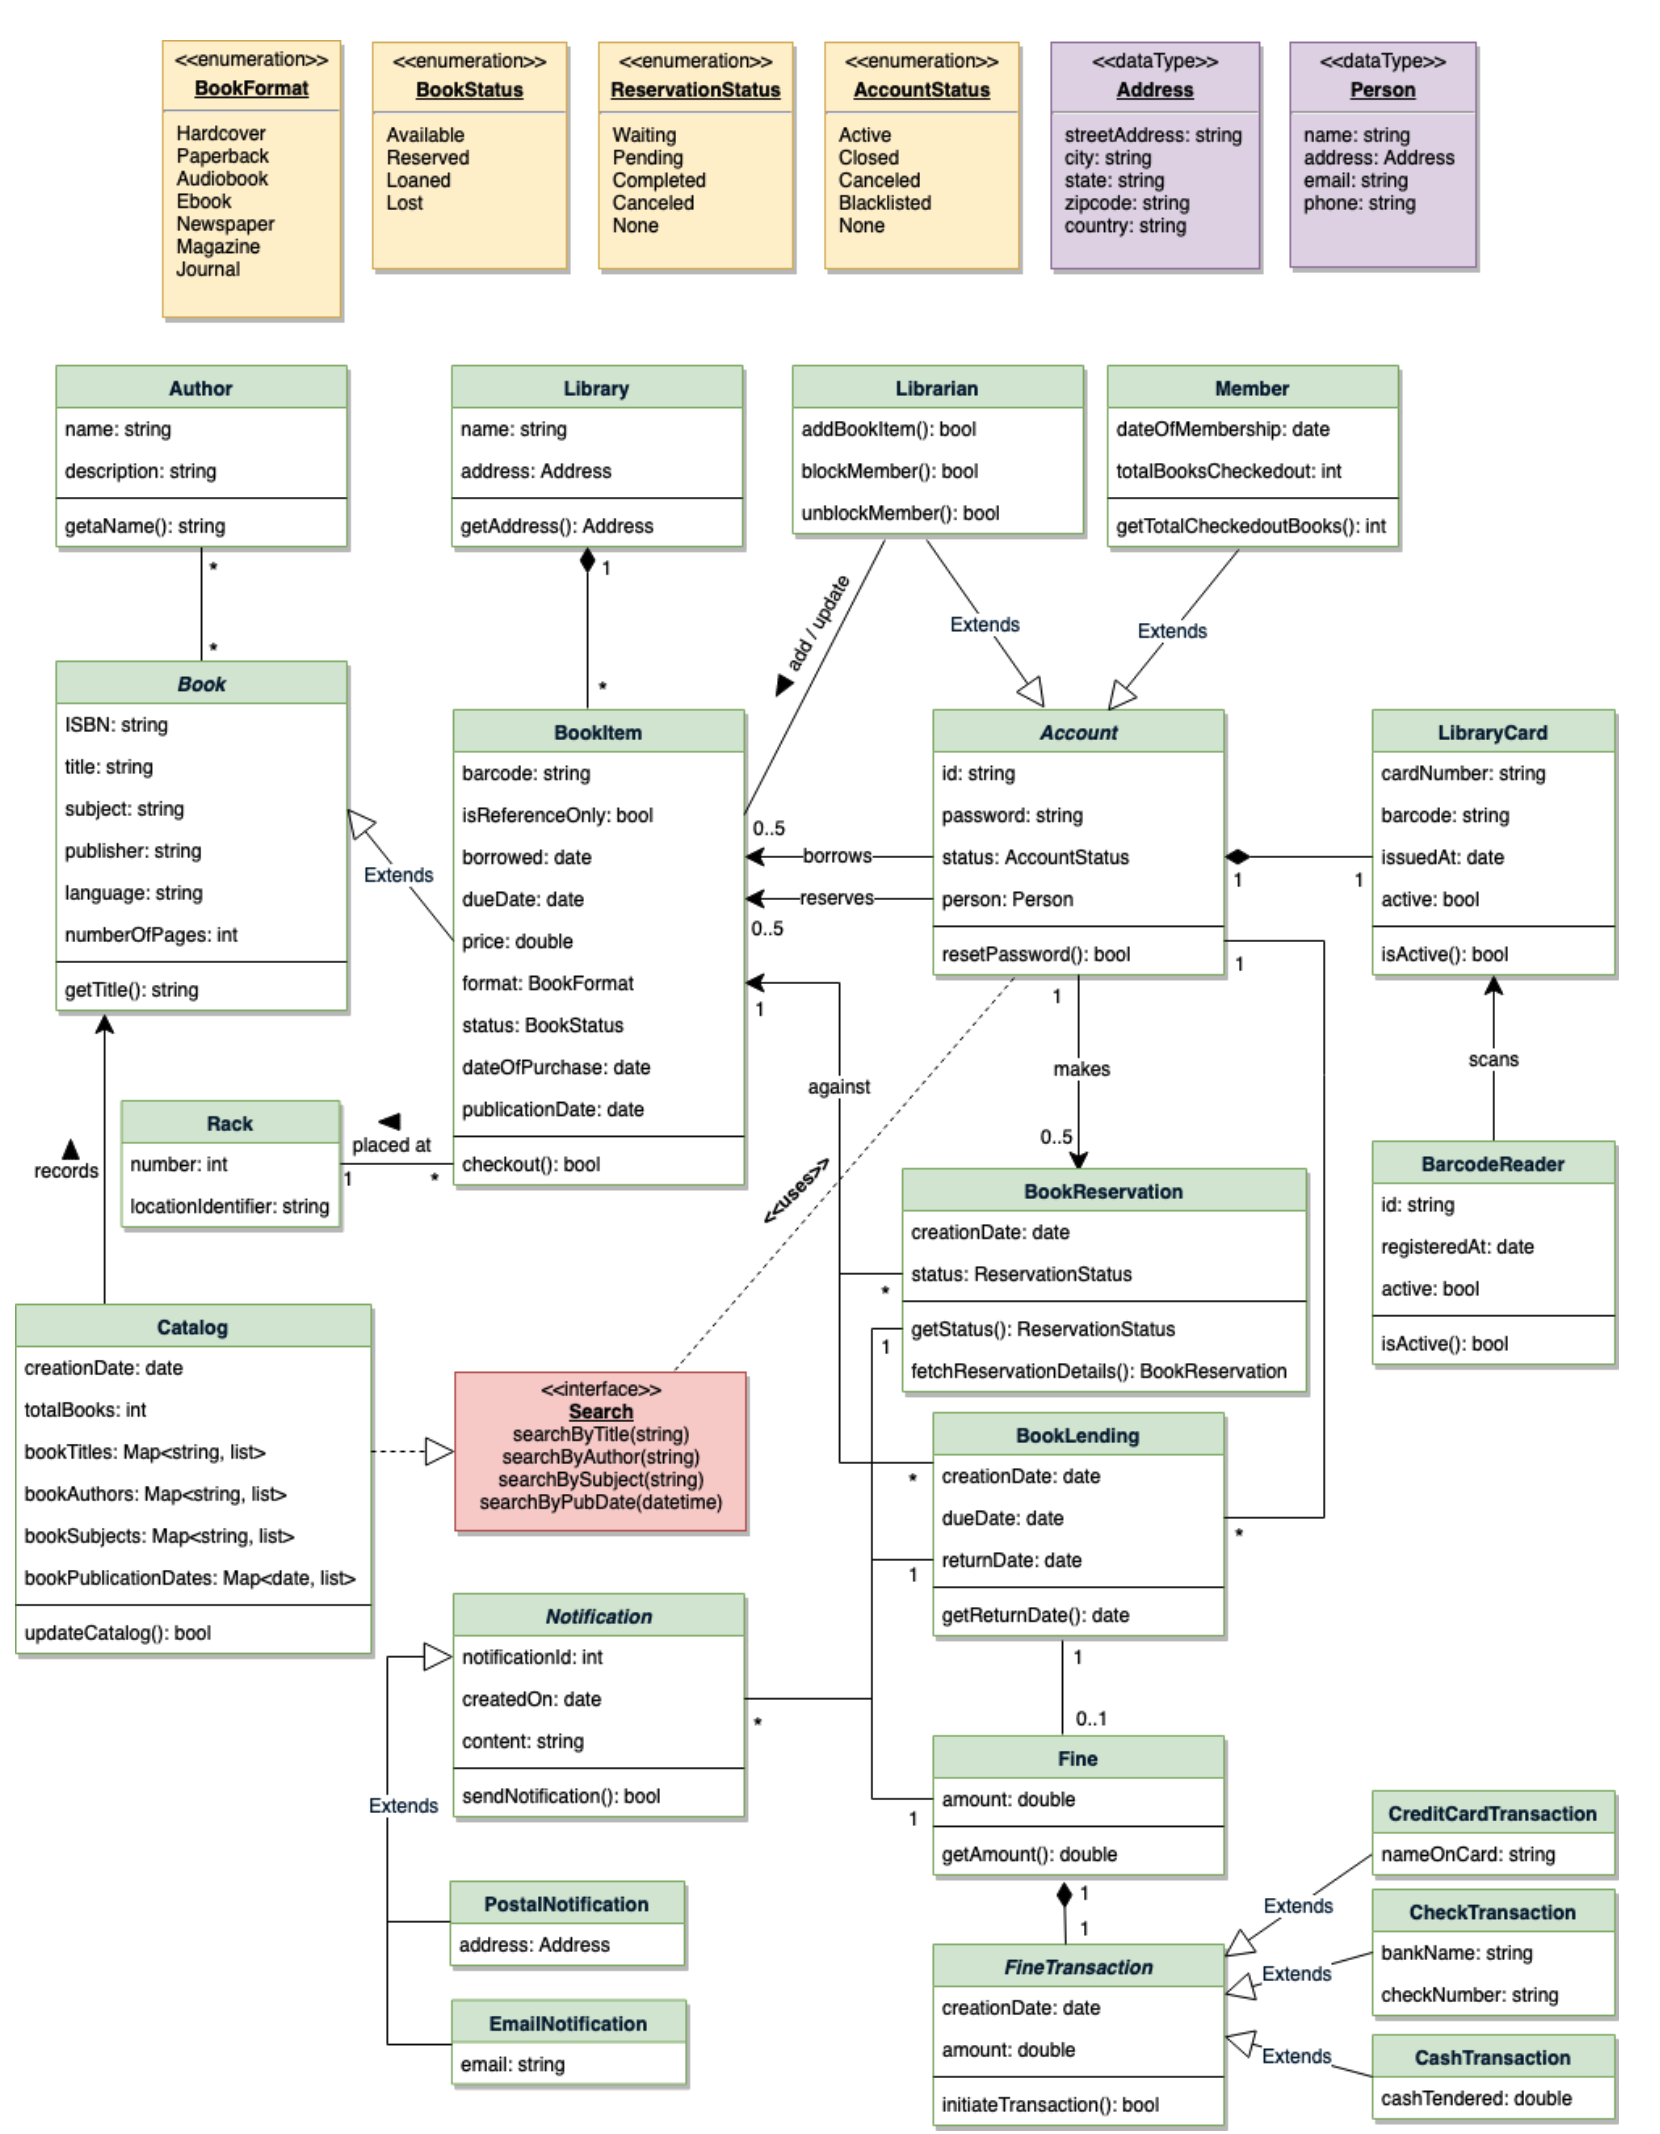 <<enumeration>>
BookFormat
Hardcover
Paperback
Audiobook
Ebook
Newspaper
Magazine
Journal
<<enumeration>>
BookStatus
Available
Reserved
Loaned
Lost
<<enumeration>>
ReservationStatus
Waiting
Pending
Completed
Canceled
None
<<enumeration>>
AccountStatus
Active
Closed
Canceled
Blacklisted
None
<<dataType>>
Address
streetAddress: string
city: string
state: string
zipcode: string
country: string
<<dataType>>
Person
name: string
address: Address
email: string
phone: string
Author
name: string
description: string
getaName(): string
*
*
Library
name: string
address: Address
getAddress(): Address
1
*
Librarian
addBookItem(): bool
blockMember(): bool
unblockMember(): bool
add / update
Extends
Member
dateOfMembership: date
totalBooksCheckedout: int
getTotalCheckedoutBooks(): int
Extends
Book
ISBN: string
title: string
subject: string
publisher: string
language: string
numberOfPages: int
getTitle(): string
Extends
BookItem
barcode: string
isReferenceOnly: bool
borrowed: date
dueDate: date
price: double
format: BookFormat
status: BookStatus
dateOfPurchase: date
publicationDate: date
checkout(): bool
0..5
borrows
reserves
0..5
1
against
Account
id: string
password: string
status: AccountStatus
person: Person
resetPassword(): bool
1
1
1
1
makes
0..5
LibraryCard
cardNumber: string
barcode: string
issuedAt: date
active: bool
isActive(): bool
scans
BarcodeReader
id: string
registeredAt: date
active: bool
isActive(): bool
Rack
number: int
locationIdentifier: string
placed at
1
*
records
<<uses>>
BookReservation
creationDate: date
status: ReservationStatus
getStatus(): ReservationStatus
fetchReservationDetails(): BookReservation
*
1
Catalog
creationDate: date
totalBooks: int
bookTitles: Map<string, list>
bookAuthors: Map<string, list>
bookSubjects: Map<string, list>
bookPublicationDates: Map<date, list>
updateCatalog(): bool
<<interface>>
Search
searchByTitle(string)
searchByAuthor(string)
searchBySubject(string)
searchByPubDate(datetime)
BookLending
creationDate: date
dueDate: date
returnDate: date
getReturnDate(): date
*
*
1
1
0..1
Notification
notificationId: int
createdOn: date
content: string
sendNotification(): bool
*
Extends
Fine
amount: double
getAmount(): double
1
1
1
PostalNotification
address: Address
EmailNotification
email: string
FineTransaction
creationDate: date
amount: double
initiateTransaction(): bool
Extends
Extends
Extends
CreditCardTransaction
nameOnCard: string
CheckTransaction
bankName: string
checkNumber: string
CashTransaction
cashTendered: double